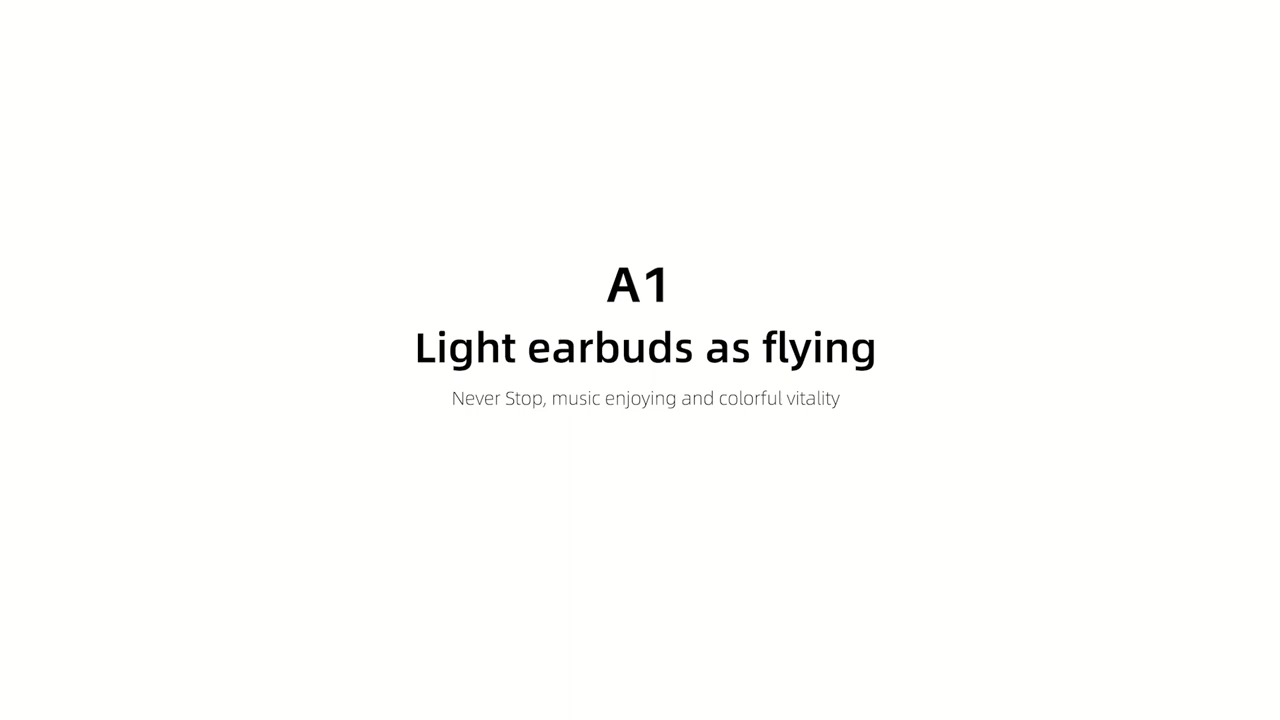 A1
Light earbuds as flying
Never Stop, music enjoying and colorful vitality